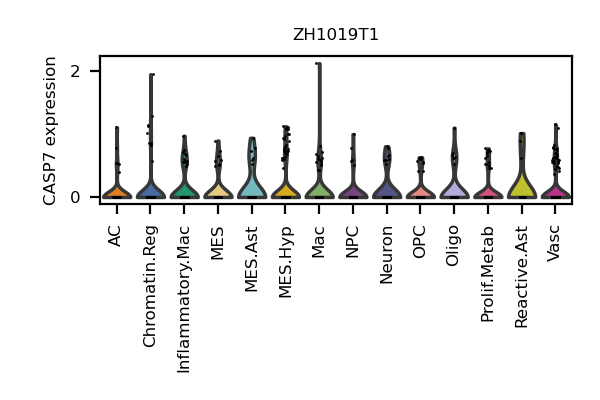 ZH1019T1
CASP7 expression
2
0
AC
Chromatin.Reg
Inflammatory.Mac
MES
MES.Ast
MES.Hyp
Mac
NPC
Neuron
OPC
Oligo
Prolif.Metab
Reactive.Ast
Vasc